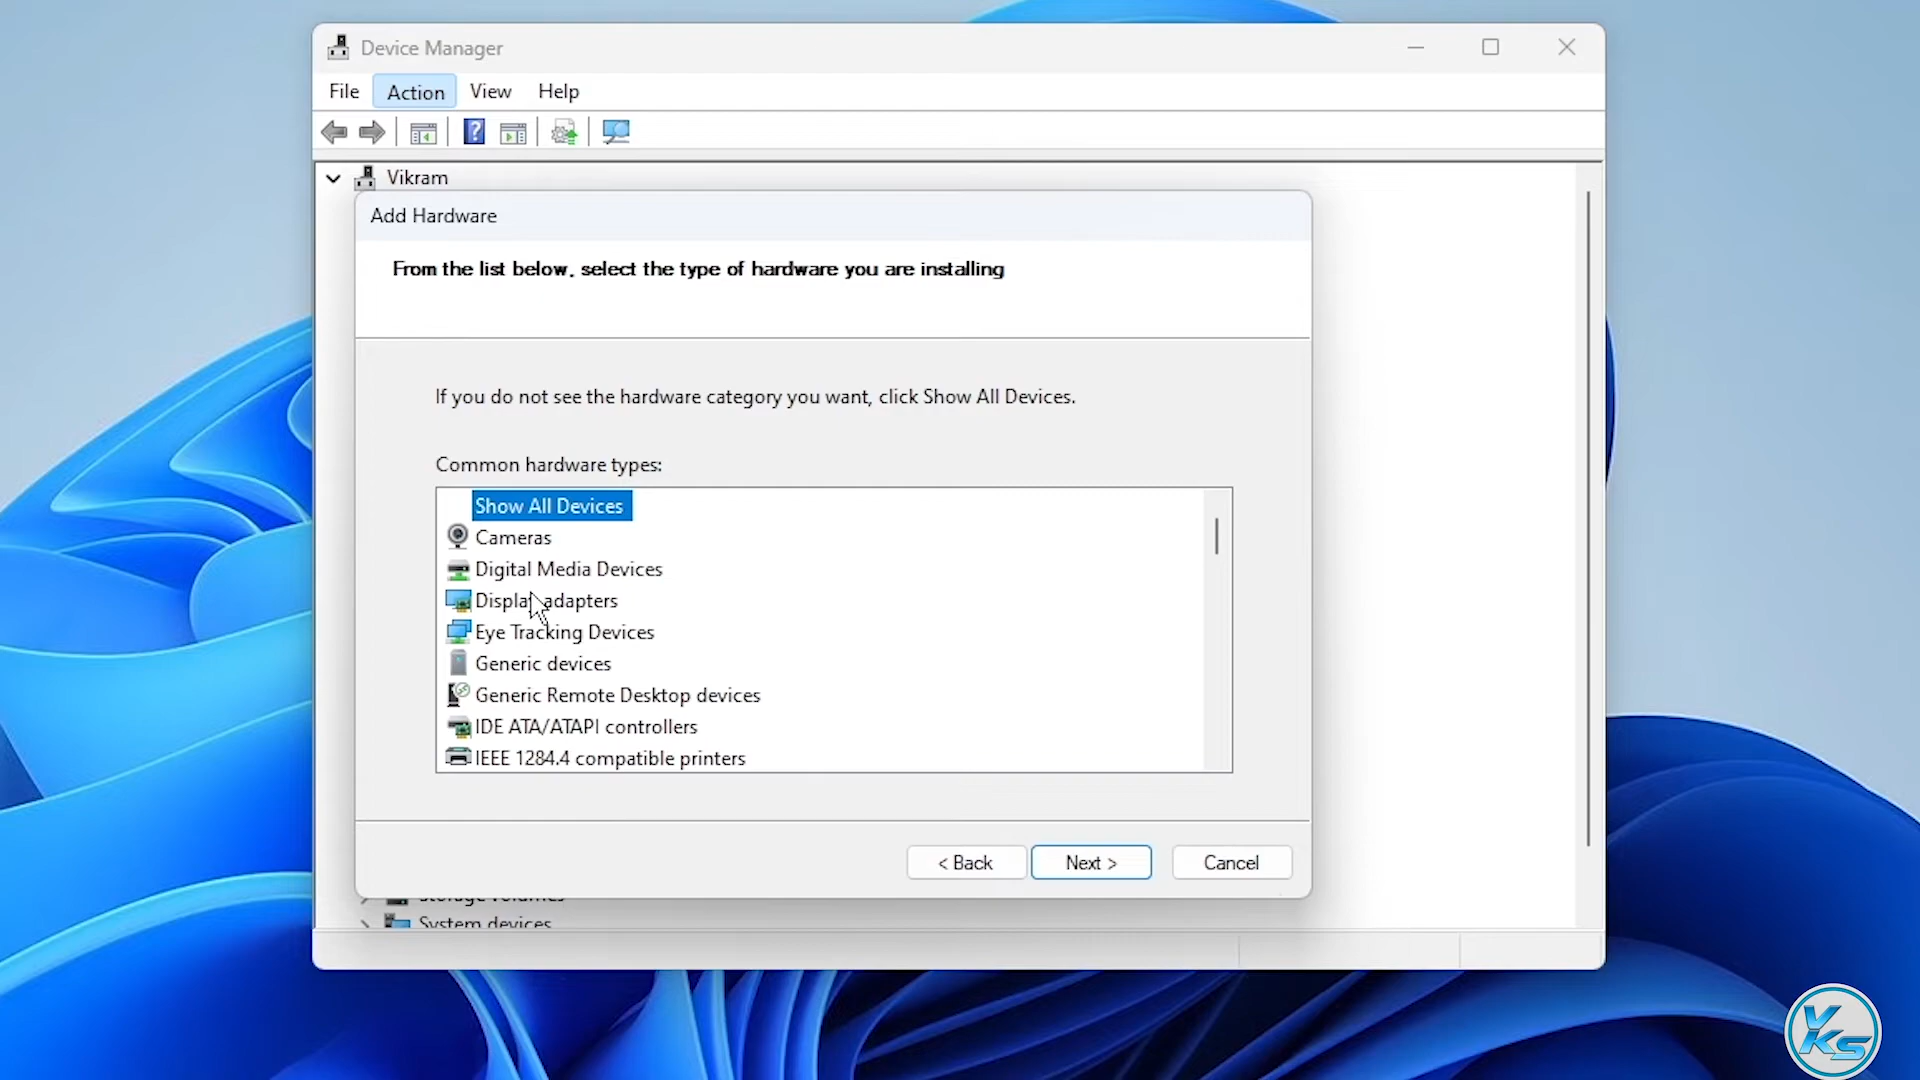 Device Manager
File Action View Help
Vikram
Add Hardware
From the list below, select the type of hardware you are installing
If you do not see the hardware category you want, click Show All Devices.
Common hardware types:
Show All Devices
Cameras
Digital Media Devices
Display adapters
Eye Tracking Devices
Generic devices
Generic Remote Desktop devices
IDE ATA/ATAPI controllers
IEEE 1284.4 compatible printers
< Back Next > Cancel
Storage volumes
System devices
VKS